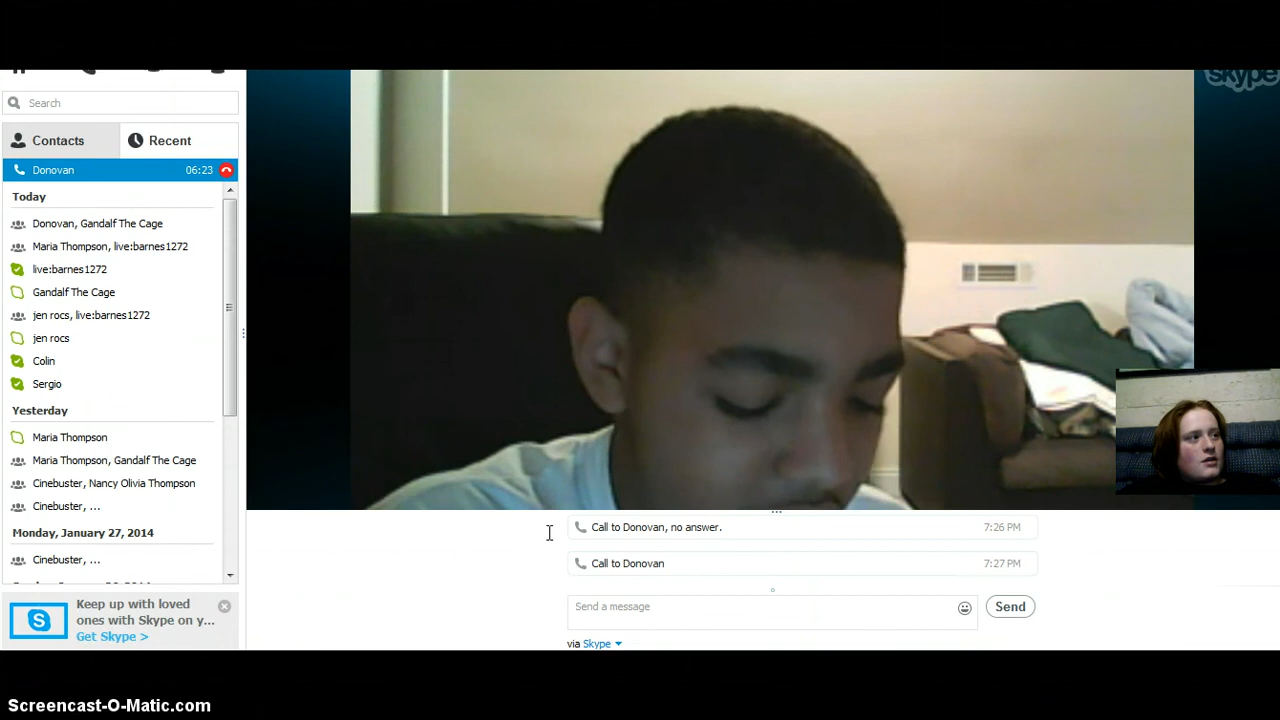 skype
Search
Contacts
Recent
Donovan 06:23
Today
Donovan, Gandalf The Cage
Maria Thompson, live:barnes1272
live:barnes1272
Gandalf The Cage
jen rocs, live:barnes1272
jen rocs
Colin
Sergio
Yesterday
Maria Thompson
Maria Thompson, Gandalf The Cage
Cinebuster, Nancy Olivia Thompson
Cinebuster, ...
Monday, January 27, 2014
Cinebuster, ...
Keep up with loved
ones with Skype on y...
Get Skype >
Call to Donovan, no answer. 7:26 PM
Call to Donovan 7:27 PM
Send a message
Send
via Skype
Screencast-O-Matic.com